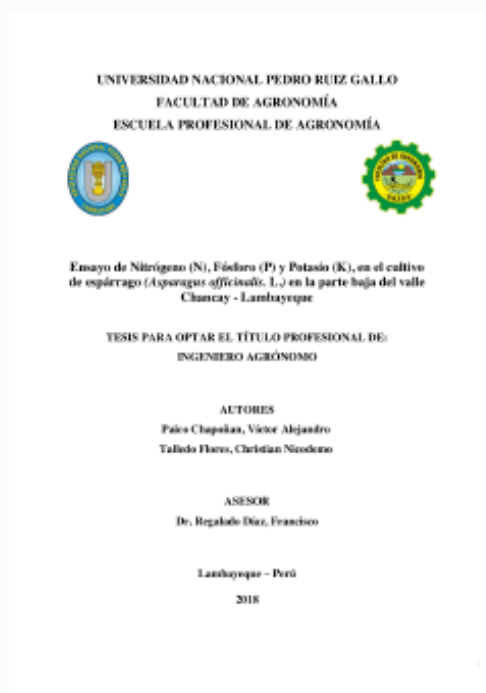 UNIVERSIDAD NACIONAL PEDRO RUIZ GALLO
FACULTAD DE AGRONOMÍA
ESCUELA PROFESIONAL DE AGRONOMÍA
Ensayo de Nitrógeno (N), Fósforo (P) y Potasio (K), en el cultivo
de espárrago (Asparagus officinalis. L.) en la parte baja del valle
Chancay - Lambayeque
TESIS PARA OPTAR EL TÍTULO PROFESIONAL DE:
INGENIERO AGRÓNOMO
AUTORES
Paico Chapoñan, Víctor Alejandro
Talledo Flores, Christian Nicodemo
ASESOR
Dr. Regalado Díaz, Francisco
Lambayeque – Perú
2018